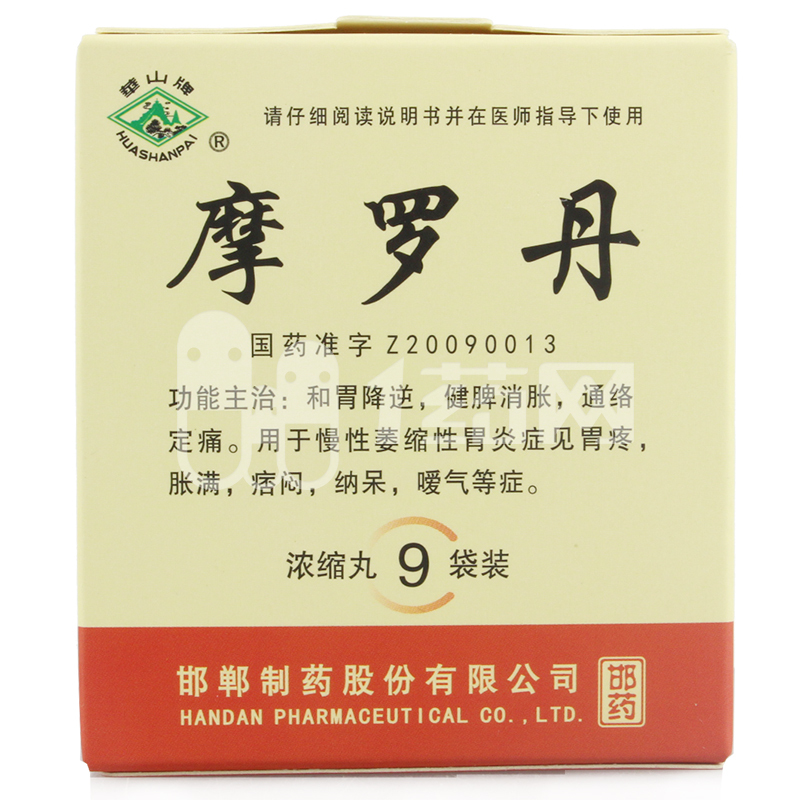 華山牌
HUASHANPAI
®
请仔细阅读说明书并在医师指导下使用
摩罗丹
国药准字 Z20090013
功能主治：和胃降逆，健脾消胀，通络
定痛。用于慢性萎缩性胃炎症见胃疼，
胀满，痞闷，纳呆，嗳气等症。
1药网
浓缩丸 9 袋装
邯郸制药股份有限公司
HANDAN PHARMACEUTICAL CO.,LTD.
邯药